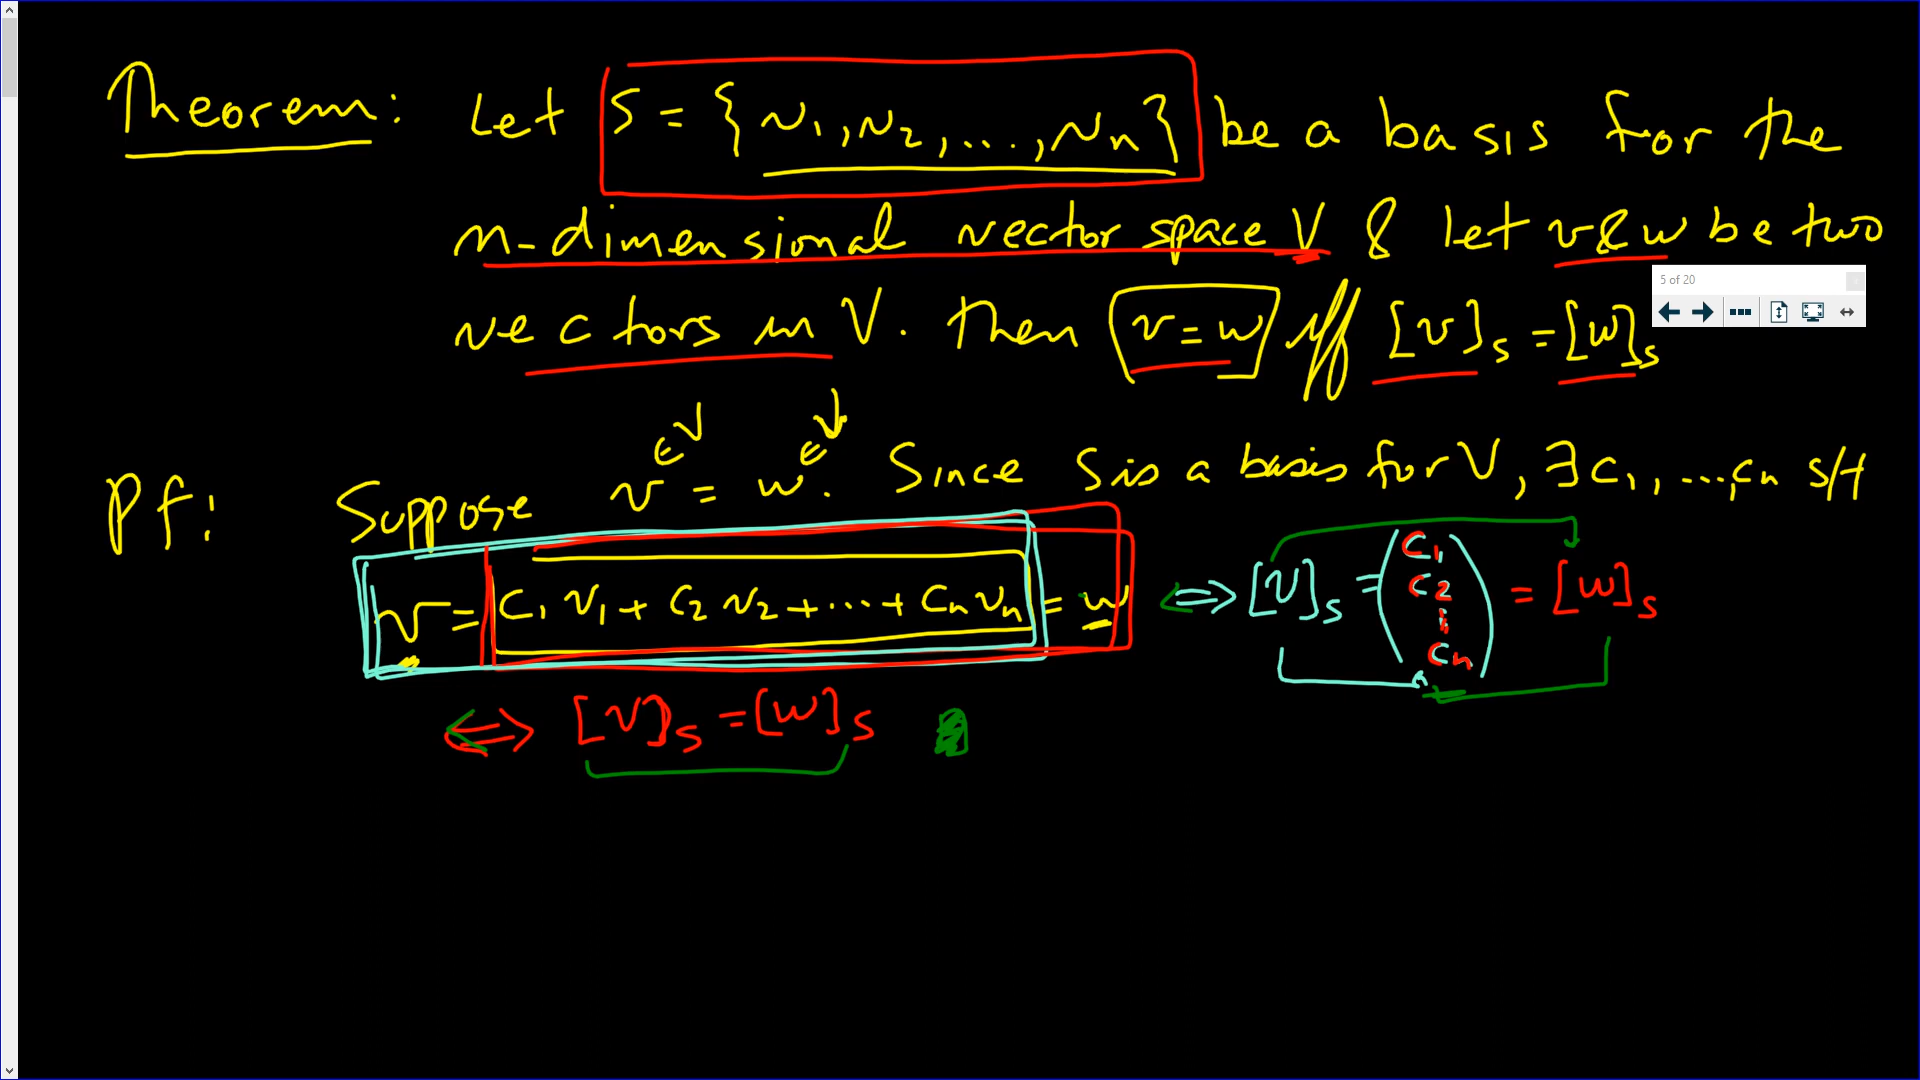 Theorem: Let S = {v₁, v₂, ..., vₙ} be a basis for the
n-dimensional vector space V & let v & w be two
5 of 20
vectors in V. Then v = w iff [v]ₛ = [w]ₛ
∈V ∈V
Pf: Suppose v = w. Since S is a basis for V, ∃ c₁, ..., cₙ s/t
v = c₁v₁ + c₂v₂ + ... + cₙvₙ = w ⇔ [v]ₛ = (c₁ c₂ ⋮ cₙ) = [w]ₛ
⇔ [v]ₛ = [w]ₛ